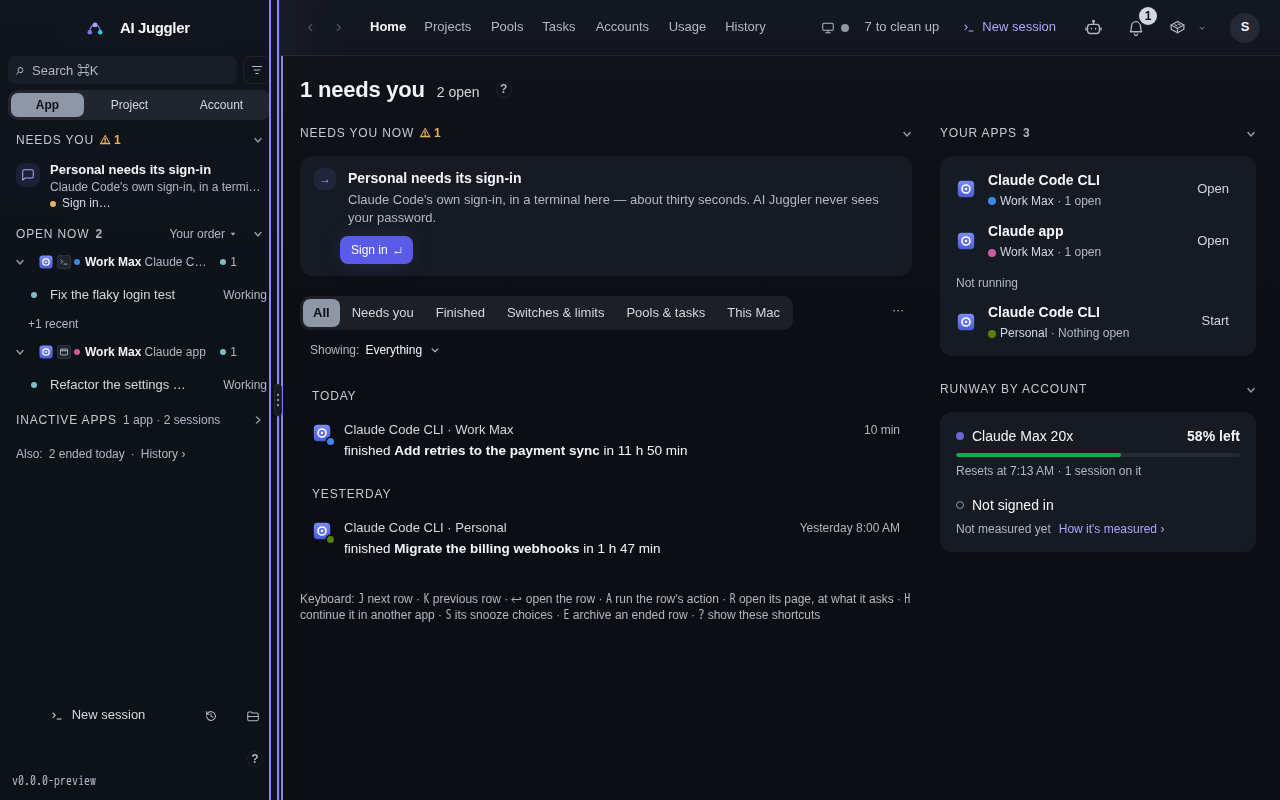 AI Juggler
Search ⌘K
App
Project
Account
NEEDS YOU ⚠ 1
Personal needs its sign-in
Claude Code's own sign-in, in a termi…
Sign in…
OPEN NOW 2
Your order
Work Max Claude C…
1
Fix the flaky login test
Working
+1 recent
Work Max Claude app
1
Refactor the settings …
Working
INACTIVE APPS 1 app · 2 sessions
Also: 2 ended today · History ›
New session
?
v0.0.0-preview
Home
Projects
Pools
Tasks
Accounts
Usage
History
7 to clean up
New session
1
S
1 needs you
2 open
?
NEEDS YOU NOW ⚠ 1
→
Personal needs its sign-in
Claude Code's own sign-in, in a terminal here — about thirty seconds. AI Juggler never sees
your password.
Sign in
All
Needs you
Finished
Switches & limits
Pools & tasks
This Mac
···
Showing: Everything
TODAY
Claude Code CLI · Work Max
10 min
finished Add retries to the payment sync in 11 h 50 min
YESTERDAY
Claude Code CLI · Personal
Yesterday 8:00 AM
finished Migrate the billing webhooks in 1 h 47 min
Keyboard: J next row · K previous row · ↩ open the row · A run the row's action · R open its page, at what it asks · H
continue it in another app · S its snooze choices · E archive an ended row · ? show these shortcuts
YOUR APPS 3
Claude Code CLI
Work Max · 1 open
Open
Claude app
Work Max · 1 open
Open
Not running
Claude Code CLI
Personal · Nothing open
Start
RUNWAY BY ACCOUNT
Claude Max 20x
58% left
Resets at 7:13 AM · 1 session on it
Not signed in
Not measured yet How it's measured ›